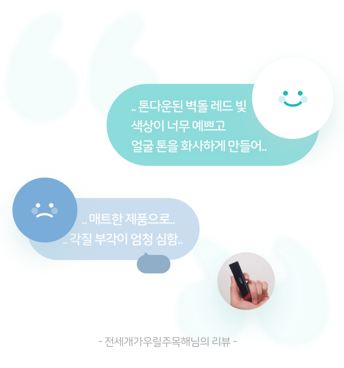 .. 톤다운된 벽돌 레드 빛
색상이 너무 예쁘고
얼굴 톤을 화사하게 만들어..
.. 매트한 제품으로..
.. 각질 부각이 엄청 심함..
- 전세개가우릴주목해님의 리뷰 -